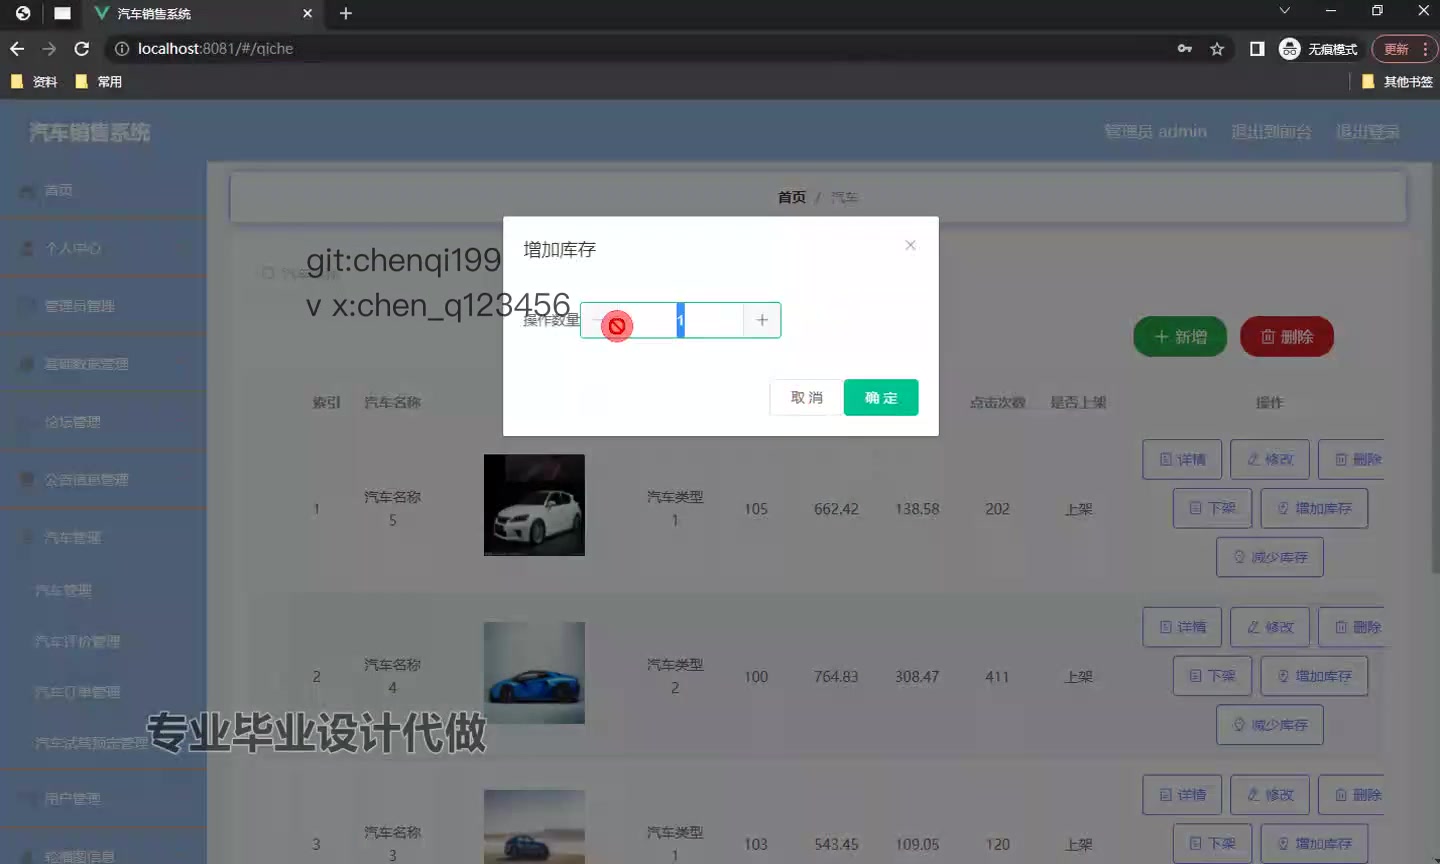 汽车销售系统
localhost:8081/#/qiche
无痕模式
更新
资料
常用
其他书签
汽车销售系统
管理员 admin
退出到前台
退出登录
首页
个人中心
管理员管理
基础数据管理
论坛管理
公告信息管理
汽车管理
汽车管理
汽车评价管理
汽车订单管理
汽车试驾预定管理
用户管理
轮播图信息
首页 / 汽车
git:chenqi199
v x:chen_q123456
增加库存
操作数量
1
取 消
确 定
新增
删除
索引
汽车名称
点击次数
是否上架
操作
1
汽车名称
5
汽车类型
1
105
662.42
138.58
202
上架
详情
修改
删除
下架
增加库存
减少库存
2
汽车名称
4
汽车类型
2
100
764.83
308.47
411
上架
详情
修改
删除
下架
增加库存
减少库存
3
汽车名称
3
汽车类型
1
103
543.45
109.05
120
上架
详情
修改
删除
下架
增加库存
专业毕业设计代做